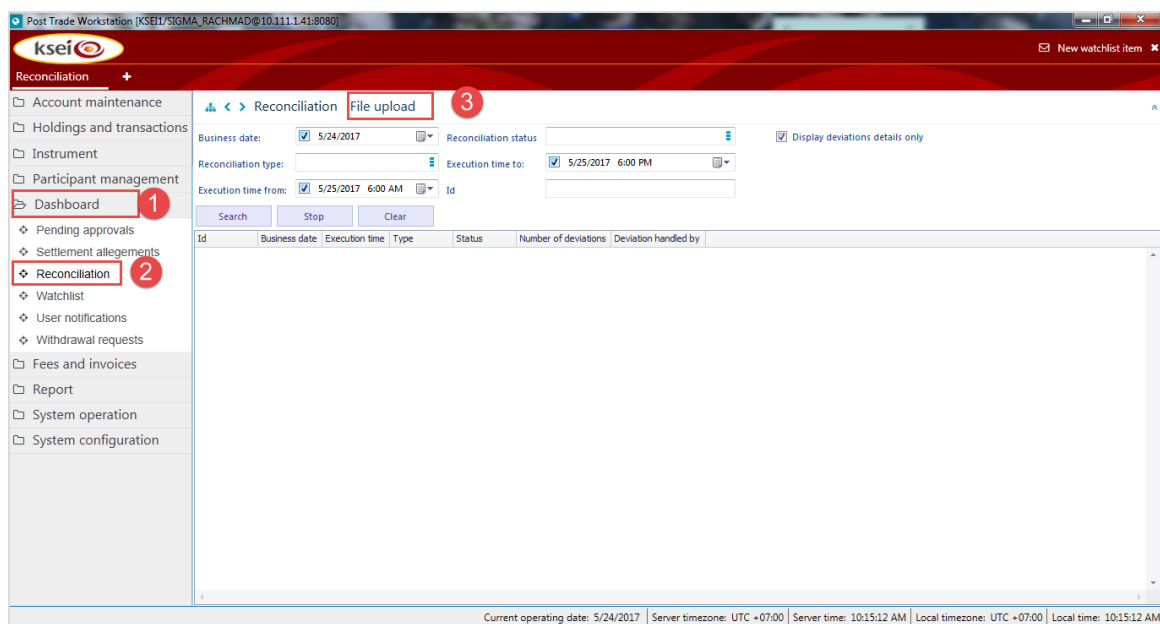 Post Trade Workstation [KSEI1/SIGMA_RACHMAD@10.111.1.41:8080]
ksei
New watchlist item
Reconciliation +
Account maintenance
Holdings and transactions
Instrument
Participant management
Dashboard 1
Pending approvals
Settlement allegements
Reconciliation 2
Watchlist
User notifications
Withdrawal requests
Fees and invoices
Report
System operation
System configuration
Reconciliation File upload 3
Business date: 5/24/2017 Reconciliation status Display deviations details only
Reconciliation type: Execution time to: 5/25/2017 6:00 PM
Execution time from: 5/25/2017 6:00 AM Id
Search Stop Clear
Id Business date Execution time Type Status Number of deviations Deviation handled by
Current operating date: 5/24/2017 Server timezone: UTC +07:00 Server time: 10:15:12 AM Local timezone: UTC +07:00 Local time: 10:15:12 AM